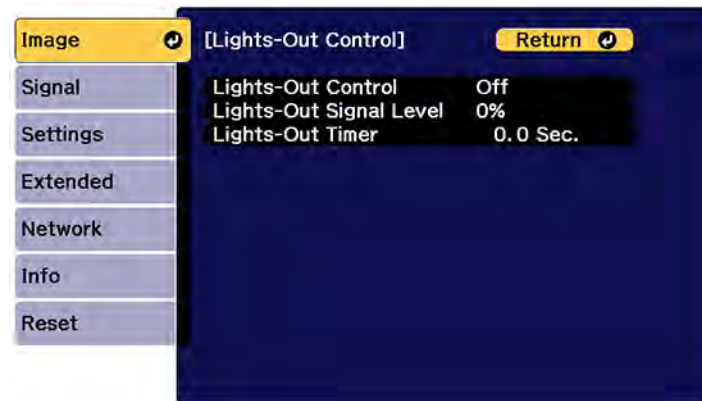 Image
Signal
Settings
Extended
Network
Info
Reset
[Lights-Out Control] Return
Lights-Out Control Off
Lights-Out Signal Level 0%
Lights-Out Timer 0.0 Sec.